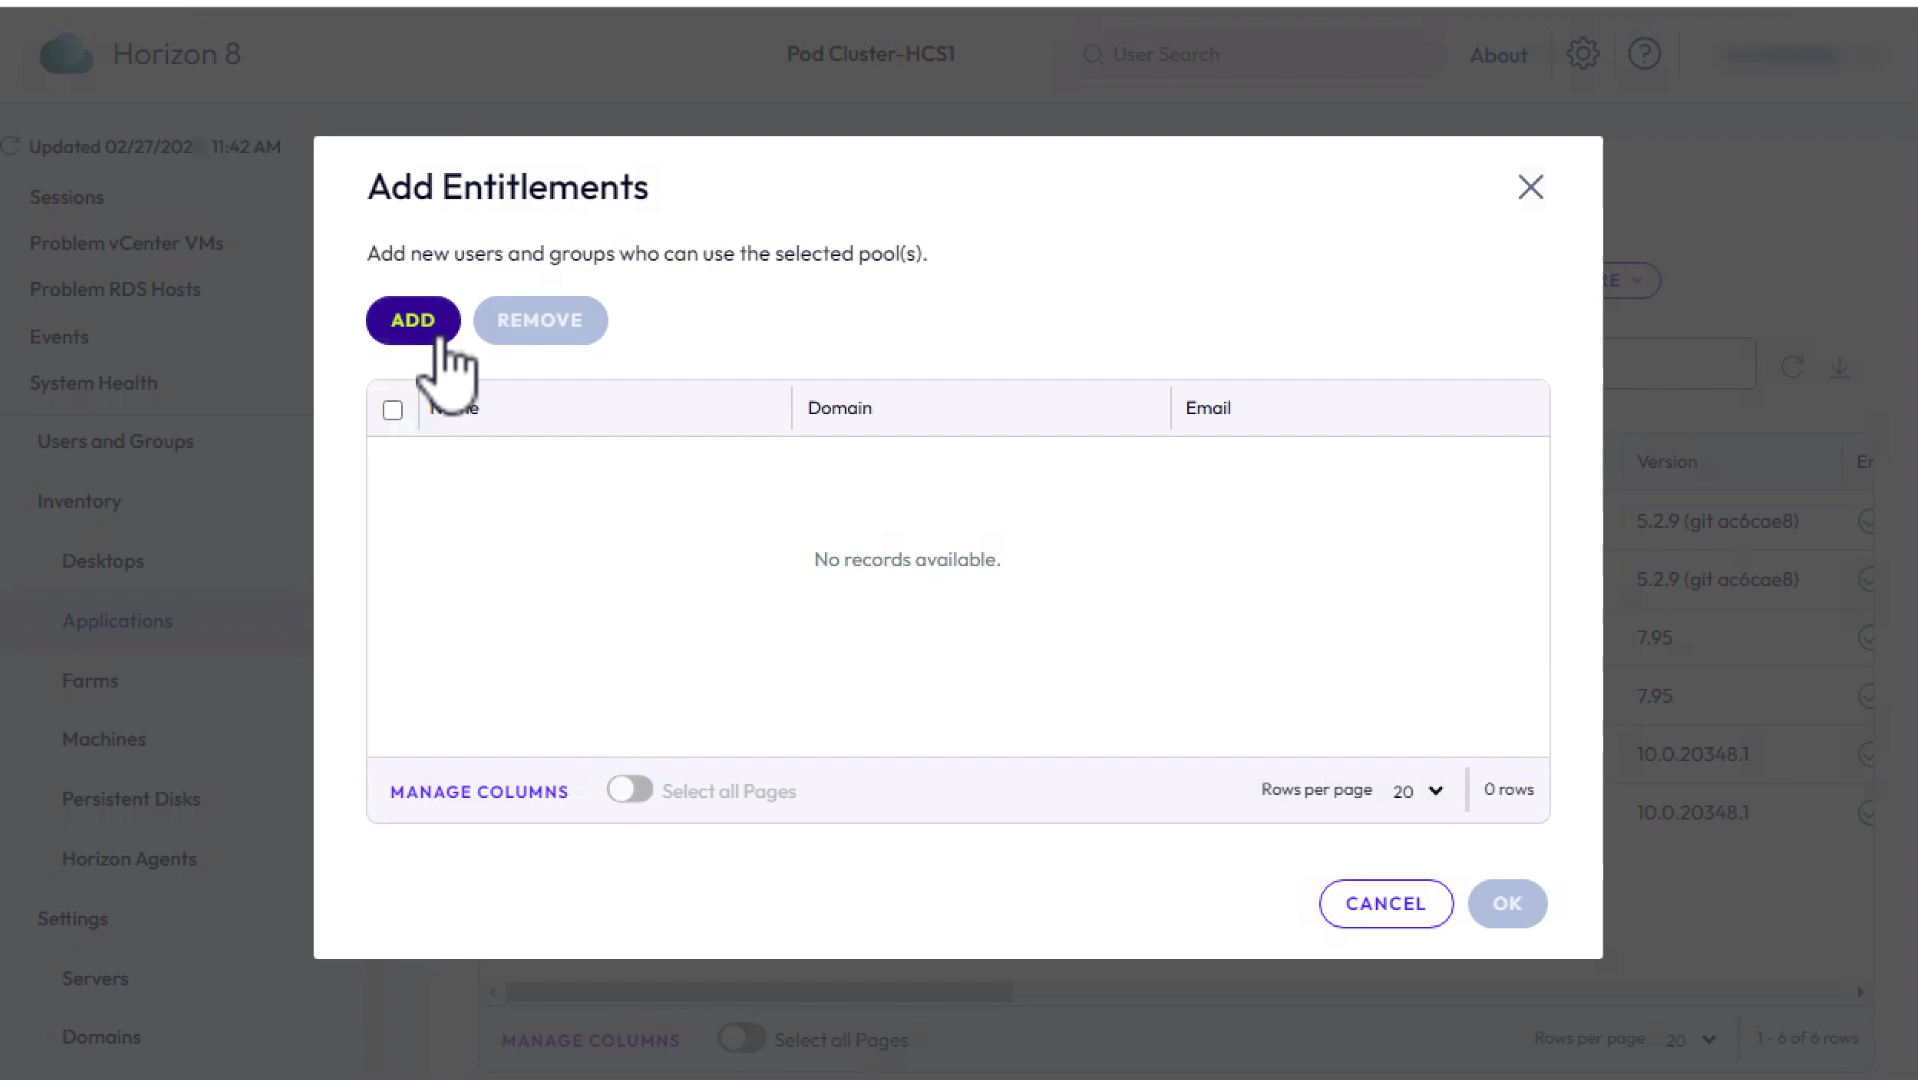 Horizon 8
Pod Cluster-HCS1
User Search
About
Updated 02/27/202 11:42 AM
Sessions
Problem vCenter VMs
Problem RDS Hosts
Events
System Health
Users and Groups
Inventory
Desktops
Applications
Farms
Machines
Persistent Disks
Horizon Agents
Settings
Servers
Domains
Add Entitlements
Add new users and groups who can use the selected pool(s).
ADD
REMOVE
Domain
Email
No records available.
MANAGE COLUMNS
Select all Pages
Rows per page 20
0 rows
CANCEL
OK
RE
Version
Er
5.2.9 (git ac6cae8)
5.2.9 (git ac6cae8)
7.95
7.95
10.0.20348.1
10.0.20348.1
MANAGE COLUMNS
Select all Pages
Rows per page 20
1 - 6 of 6 rows